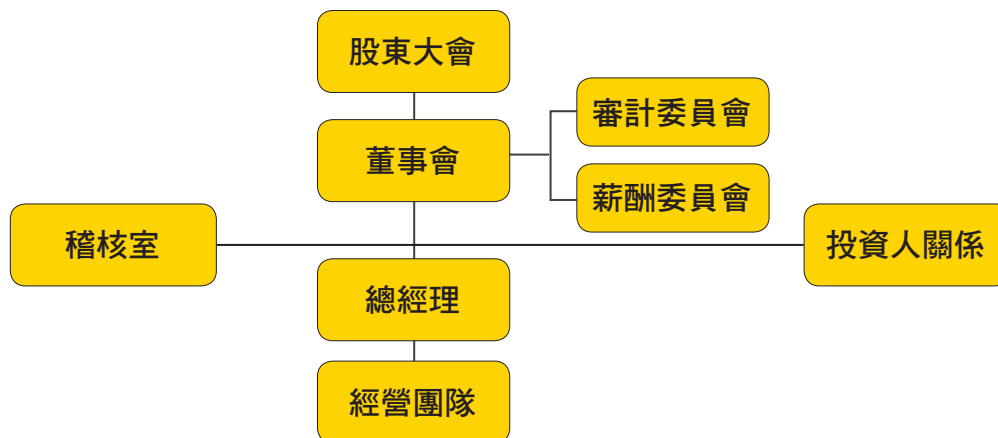 股東大會
董事會
審計委員會
薪酬委員會
稽核室
投資人關係
總經理
經營團隊